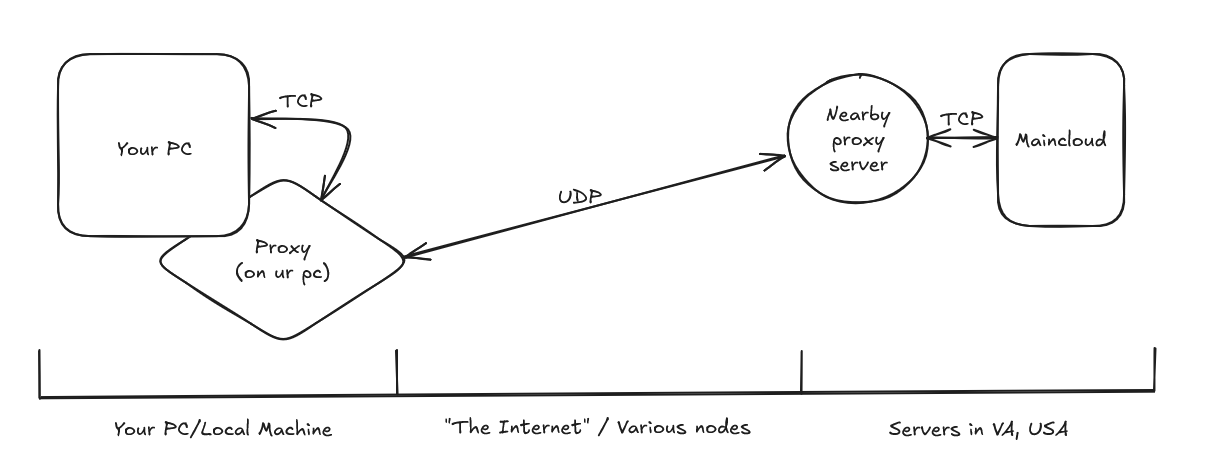 TCP
Your PC
Proxy
(on ur pc)
UDP
Nearby
proxy
server
TCP
Maincloud
Your PC/Local Machine
"The Internet" / Various nodes
Servers in VA, USA